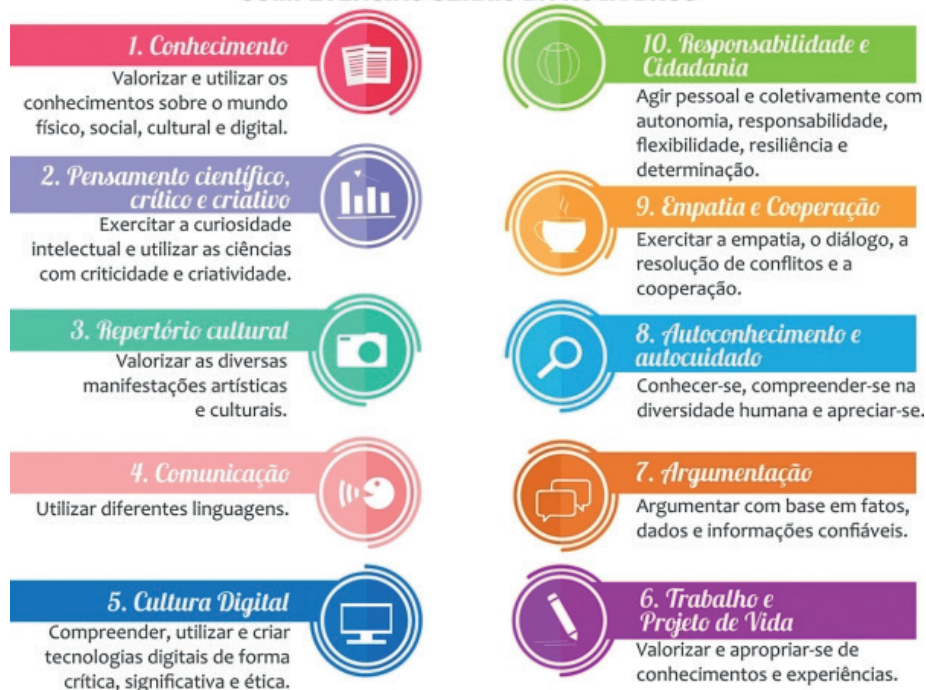 1. Conhecimento
Valorizar e utilizar os
conhecimentos sobre o mundo
físico, social, cultural e digital.
2. Pensamento científico,
crítico e criativo
Exercitar a curiosidade
intelectual e utilizar as ciências
com criticidade e criatividade.
3. Repertório cultural
Valorizar as diversas
manifestações artísticas
e culturais.
4. Comunicação
Utilizar diferentes linguagens.
5. Cultura Digital
Compreender, utilizar e criar
tecnologias digitais de forma
crítica, significativa e ética.
10. Responsabilidade e
Cidadania
Agir pessoal e coletivamente com
autonomia, responsabilidade,
flexibilidade, resiliência e
determinação.
9. Empatia e Cooperação
Exercitar a empatia, o diálogo, a
resolução de conflitos e a
cooperação.
8. Autoconhecimento e
autocuidado
Conhecer-se, compreender-se na
diversidade humana e apreciar-se.
7. Argumentação
Argumentar com base em fatos,
dados e informações confiáveis.
6. Trabalho e
Projeto de Vida
Valorizar e apropriar-se de
conhecimentos e experiências.